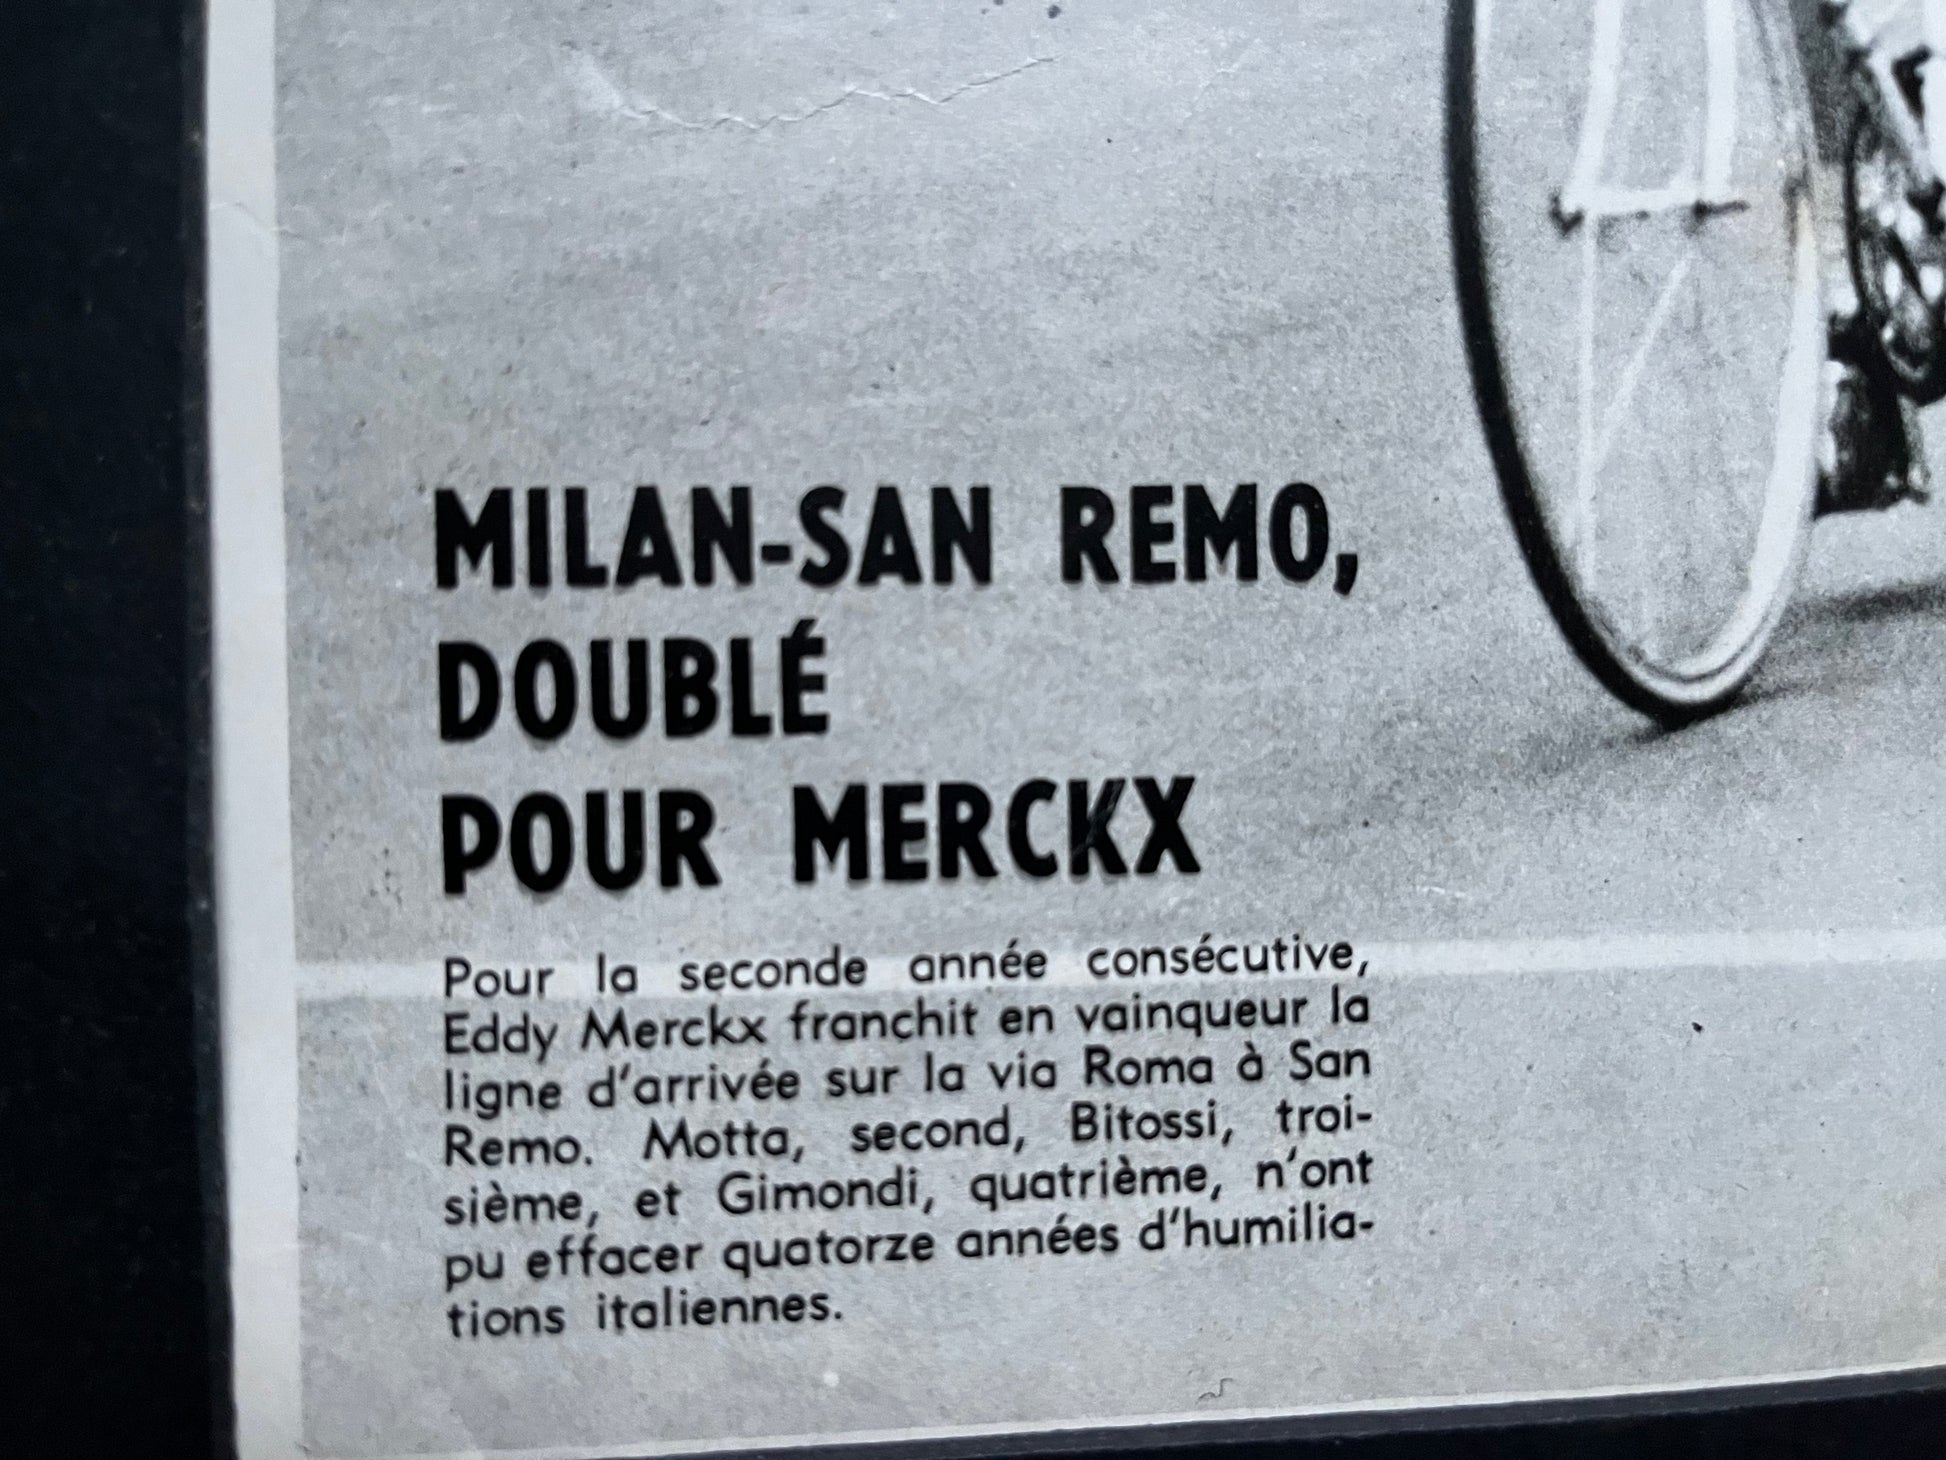 MILAN-SAN REMO,
DOUBLÉ
POUR MERCKX
Pour la seconde année consécutive,
Eddy Merckx franchit en vainqueur la
ligne d'arrivée sur la via Roma à San
Remo. Motta, second, Bitossi, troi-
sième, et Gimondi, quatrième, n'ont
pu effacer quatorze années d'humilia-
tions italiennes.